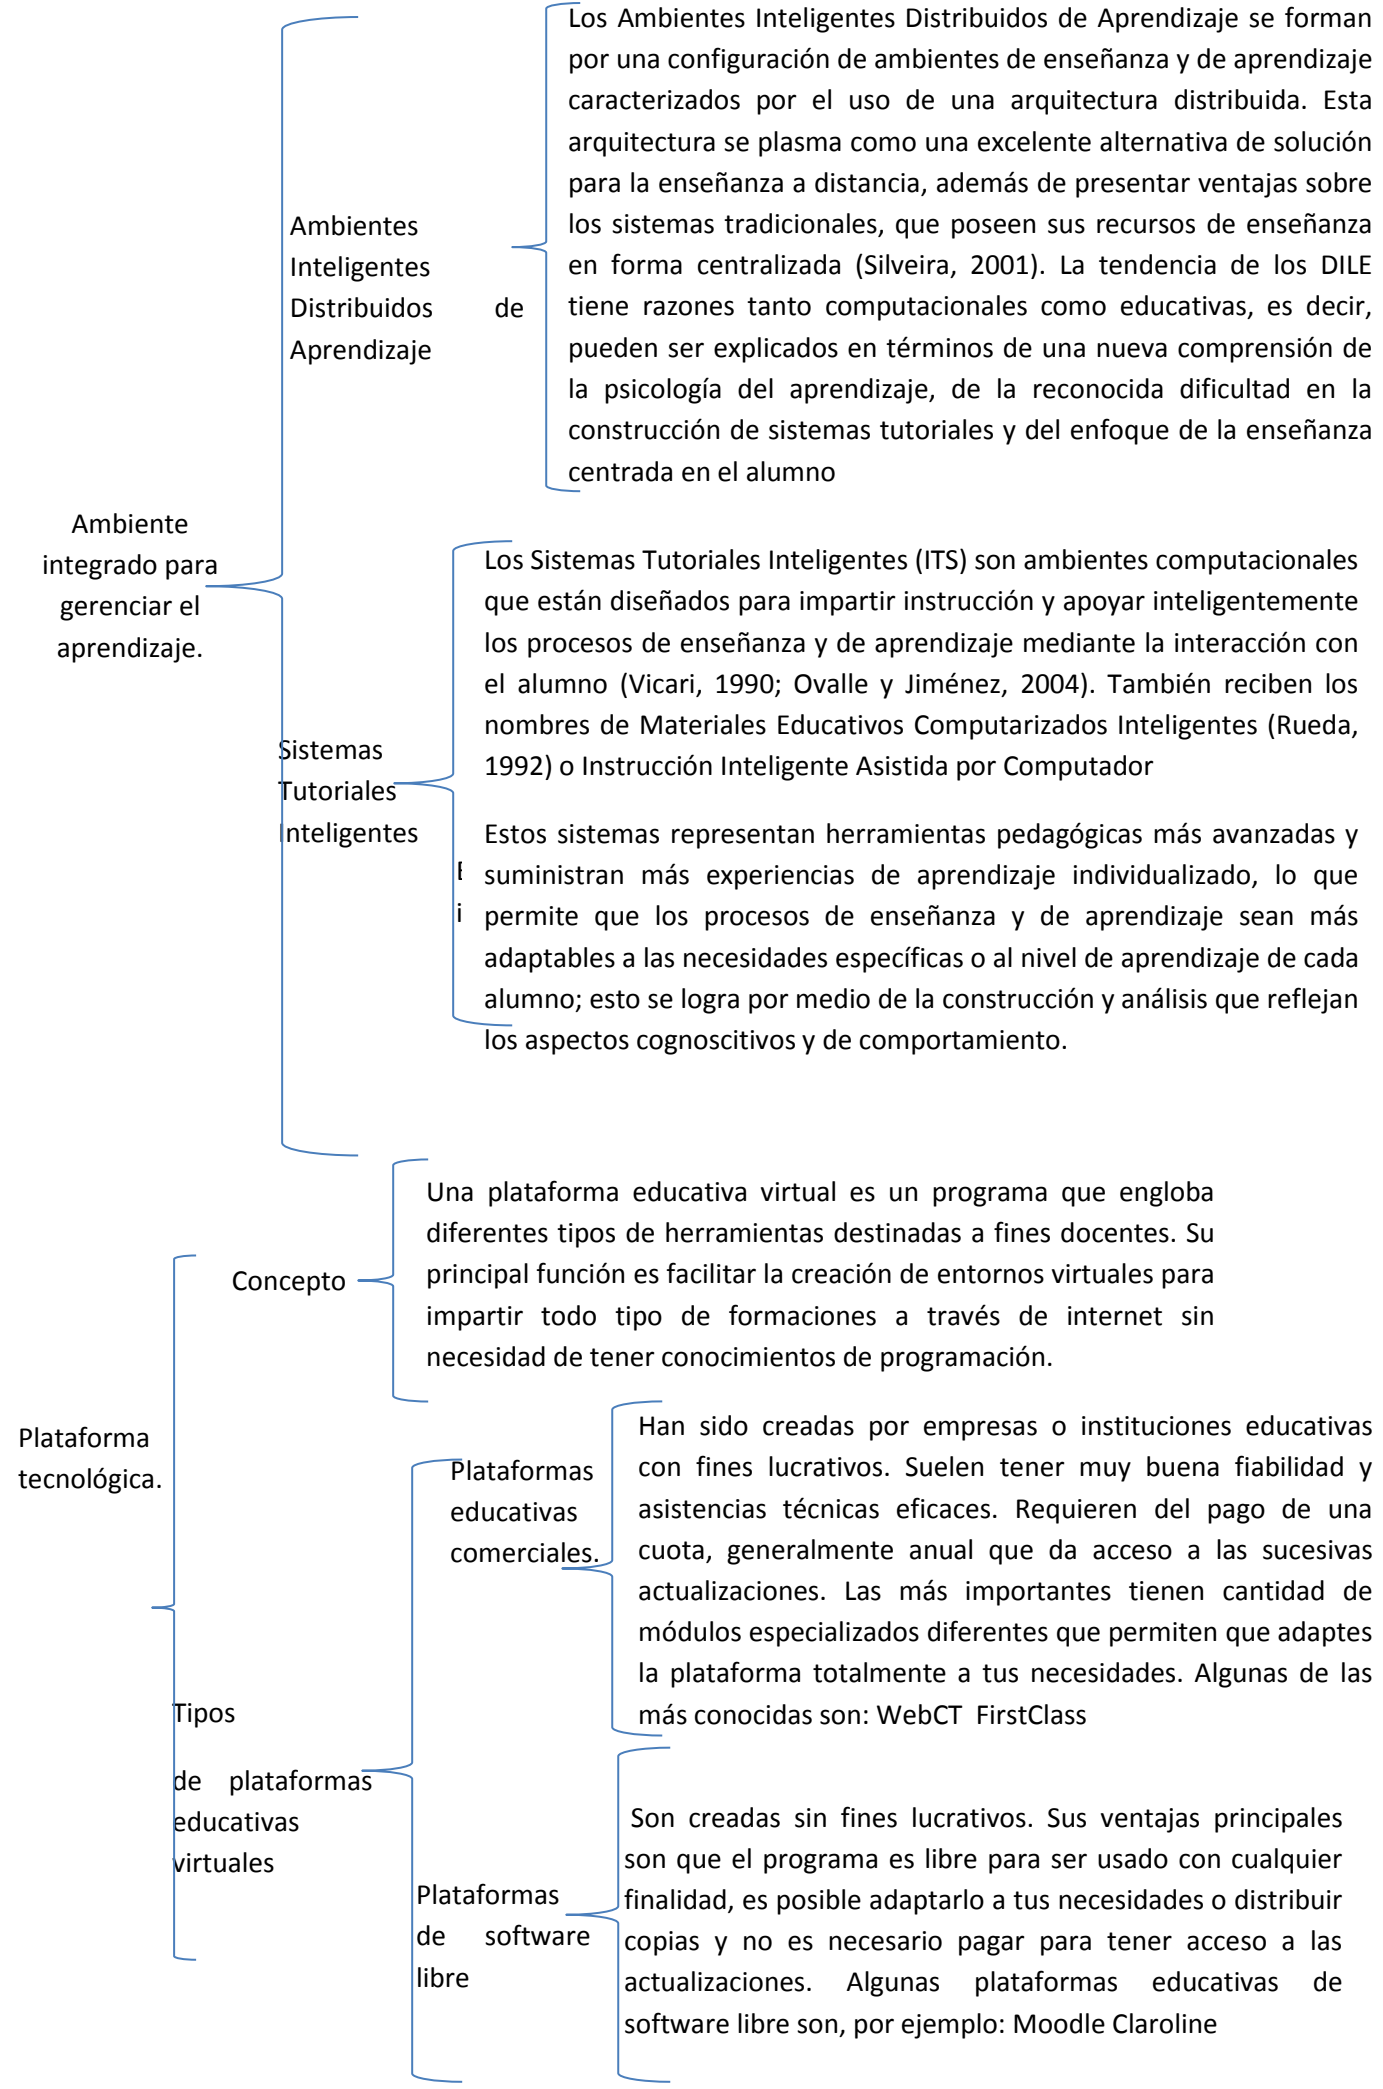 Los Ambientes Inteligentes Distribuidos de Aprendizaje se forman
por una configuración de ambientes de enseñanza y de aprendizaje
caracterizados por el uso de una arquitectura distribuida. Esta
arquitectura se plasma como una excelente alternativa de solución
para la enseñanza a distancia, además de presentar ventajas sobre
los sistemas tradicionales, que poseen sus recursos de enseñanza
en forma centralizada (Silveira, 2001). La tendencia de los DILE
tiene razones tanto computacionales como educativas, es decir,
pueden ser explicados en términos de una nueva comprensión de
la psicología del aprendizaje, de la reconocida dificultad en la
construcción de sistemas tutoriales y del enfoque de la enseñanza
centrada en el alumno
Ambientes
Inteligentes
Distribuidos de
Aprendizaje
Ambiente
integrado para
gerenciar el
aprendizaje.
Los Sistemas Tutoriales Inteligentes (ITS) son ambientes computacionales
que están diseñados para impartir instrucción y apoyar inteligentemente
los procesos de enseñanza y de aprendizaje mediante la interacción con
el alumno (Vicari, 1990; Ovalle y Jiménez, 2004). También reciben los
nombres de Materiales Educativos Computarizados Inteligentes (Rueda,
1992) o Instrucción Inteligente Asistida por Computador
Sistemas
Tutoriales
Inteligentes
Estos sistemas representan herramientas pedagógicas más avanzadas y
suministran más experiencias de aprendizaje individualizado, lo que
permite que los procesos de enseñanza y de aprendizaje sean más
adaptables a las necesidades específicas o al nivel de aprendizaje de cada
alumno; esto se logra por medio de la construcción y análisis que reflejan
los aspectos cognoscitivos y de comportamiento.
Una plataforma educativa virtual es un programa que engloba
diferentes tipos de herramientas destinadas a fines docentes. Su
principal función es facilitar la creación de entornos virtuales para
impartir todo tipo de formaciones a través de internet sin
necesidad de tener conocimientos de programación.
Concepto
Plataforma
tecnológica.
Plataformas
educativas
comerciales.
Han sido creadas por empresas o instituciones educativas
con fines lucrativos. Suelen tener muy buena fiabilidad y
asistencias técnicas eficaces. Requieren del pago de una
cuota, generalmente anual que da acceso a las sucesivas
actualizaciones. Las más importantes tienen cantidad de
módulos especializados diferentes que permiten que adaptes
la plataforma totalmente a tus necesidades. Algunas de las
más conocidas son: WebCT FirstClass
Tipos
de plataformas
educativas
virtuales
Plataformas
de software
libre
Son creadas sin fines lucrativos. Sus ventajas principales
son que el programa es libre para ser usado con cualquier
finalidad, es posible adaptarlo a tus necesidades o distribuir
copias y no es necesario pagar para tener acceso a las
actualizaciones. Algunas plataformas educativas de
software libre son, por ejemplo: Moodle Claroline